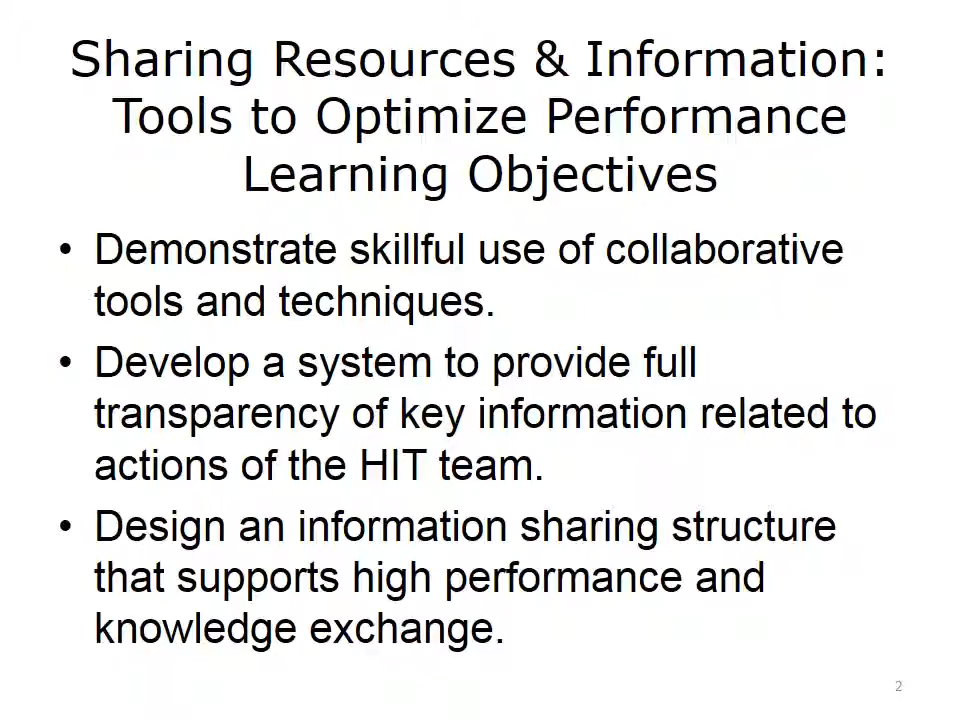 Sharing Resources & Information:
Tools to Optimize Performance
Learning Objectives
• Demonstrate skillful use of collaborative
tools and techniques.
• Develop a system to provide full
transparency of key information related to
actions of the HIT team.
• Design an information sharing structure
that supports high performance and
knowledge exchange.
2